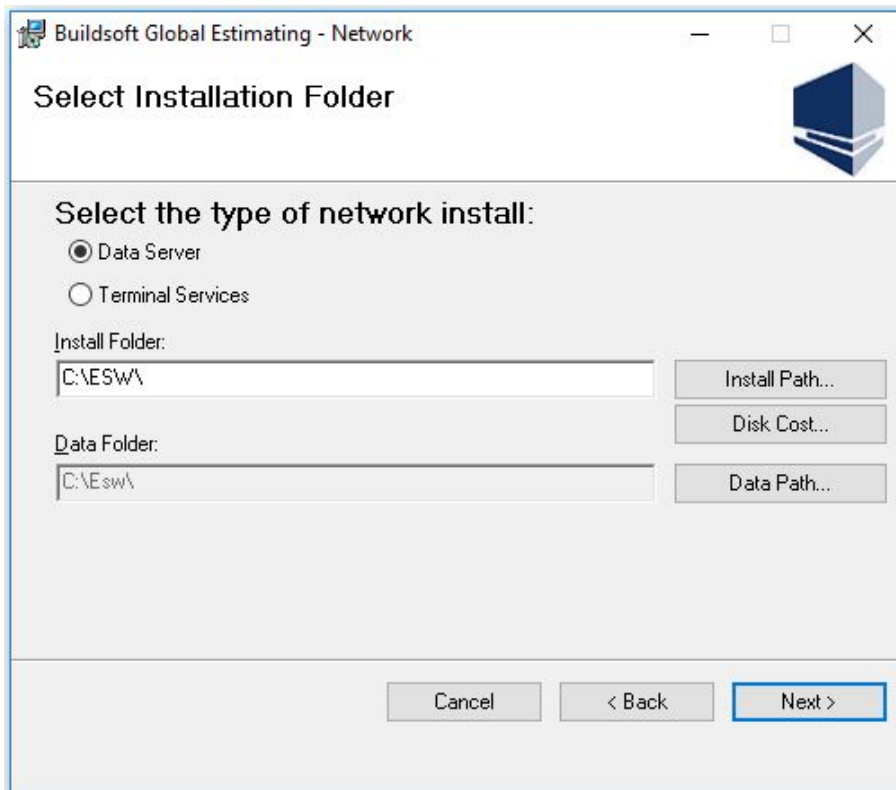 Buildsoft Global Estimating - Network
Select Installation Folder
Select the type of network install:
Data Server
Terminal Services
Install Folder:
C:\ESW\
Install Path...
Disk Cost...
Data Folder:
C:\Esw\
Data Path...
Cancel
< Back
Next >